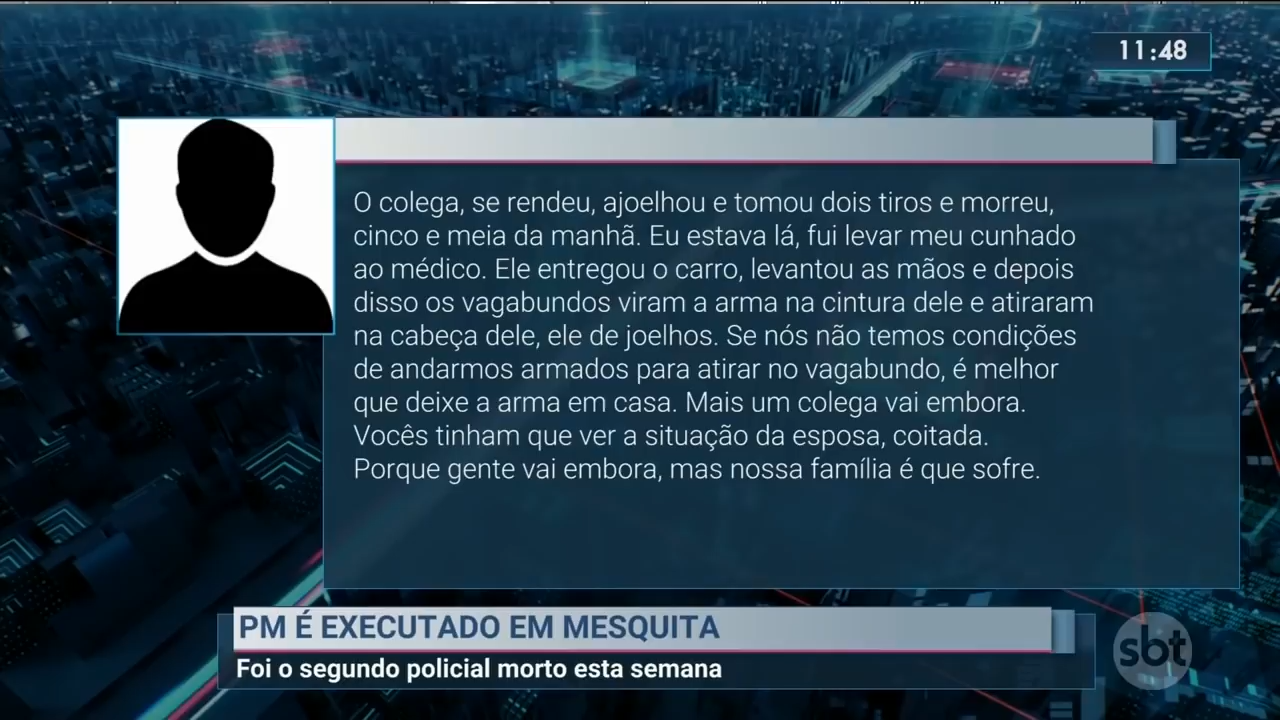 11:48
O colega, se rendeu, ajoelhou e tomou dois tiros e morreu,
cinco e meia da manhã. Eu estava lá, fui levar meu cunhado
ao médico. Ele entregou o carro, levantou as mãos e depois
disso os vagabundos viram a arma na cintura dele e atiraram
na cabeça dele, ele de joelhos. Se nós não temos condições
de andarmos armados para atirar no vagabundo, é melhor
que deixe a arma em casa. Mais um colega vai embora.
Vocês tinham que ver a situação da esposa, coitada.
Porque gente vai embora, mas nossa família é que sofre.
PM É EXECUTADO EM MESQUITA
Foi o segundo policial morto esta semana
sbt